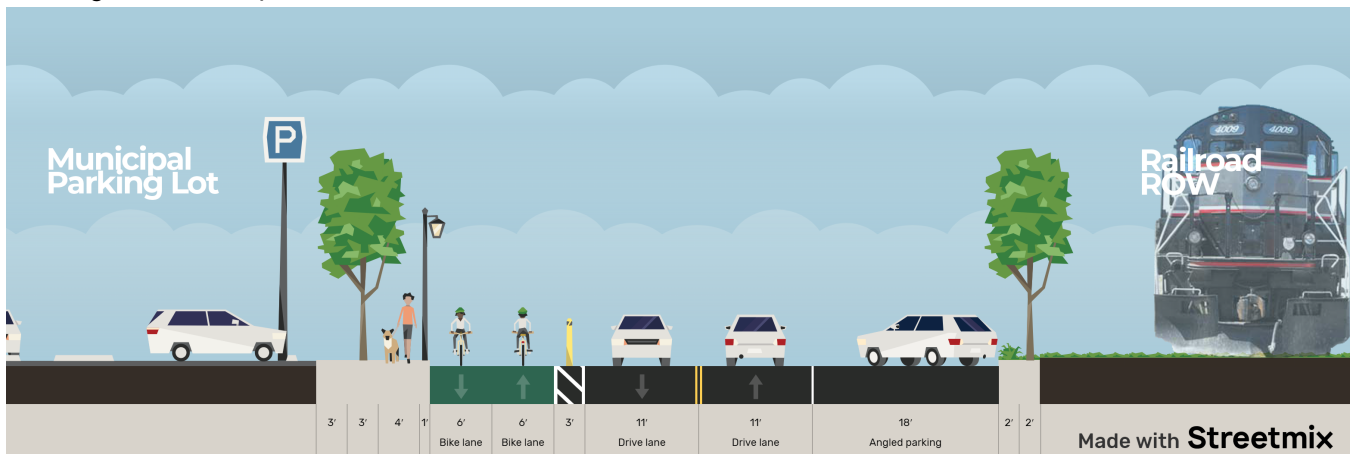 P
Municipal
Parking Lot
4009 4009
Railroad
ROW
3′ 3′ 4′ 1′ 6′ 6′ 3′ 11′ 11′ 18′ 2′ 2′
Bike lane Bike lane Drive lane Drive lane Angled parking
Made with Streetmix